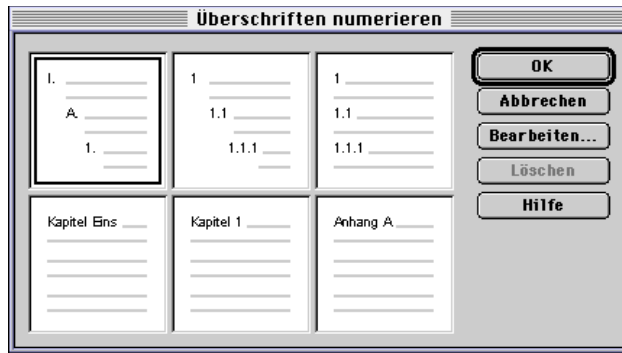 Überschriften numerieren
I.
A.
1.
1
1.1
1.1.1
1
1.1
1.1.1
Kapitel Eins
Kapitel 1
Anhang A
OK
Abbrechen
Bearbeiten...
Löschen
Hilfe